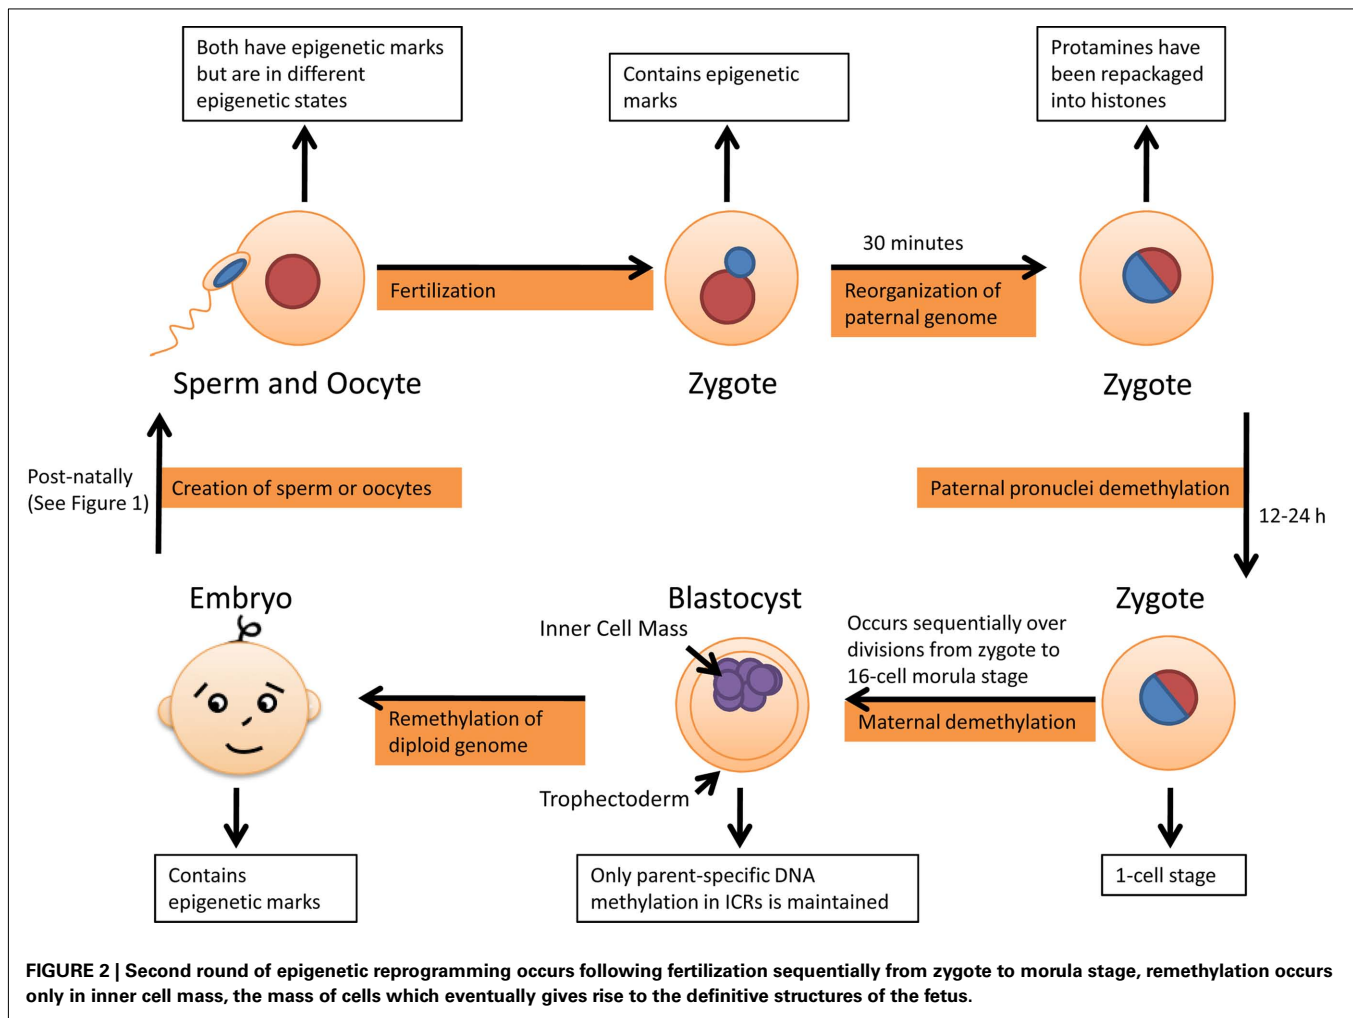 Both have epigenetic marks
but are in different
epigenetic states
Contains epigenetic
marks
Protamines have
been repackaged
into histones
Fertilization
30 minutes
Reorganization of
paternal genome
Sperm and Oocyte
Zygote
Zygote
Post-natally
(See Figure 1)
Creation of sperm or oocytes
Paternal pronuclei demethylation
12-24 h
Embryo
Blastocyst
Zygote
Inner Cell Mass
Occurs sequentially over
divisions from zygote to
16-cell morula stage
Remethylation of
diploid genome
Maternal demethylation
Trophectoderm
Contains
epigenetic marks
Only parent-specific DNA
methylation in ICRs is maintained
1-cell stage
FIGURE 2 | Second round of epigenetic reprogramming occurs following fertilization sequentially from zygote to morula stage, remethylation occurs
only in inner cell mass, the mass of cells which eventually gives rise to the definitive structures of the fetus.